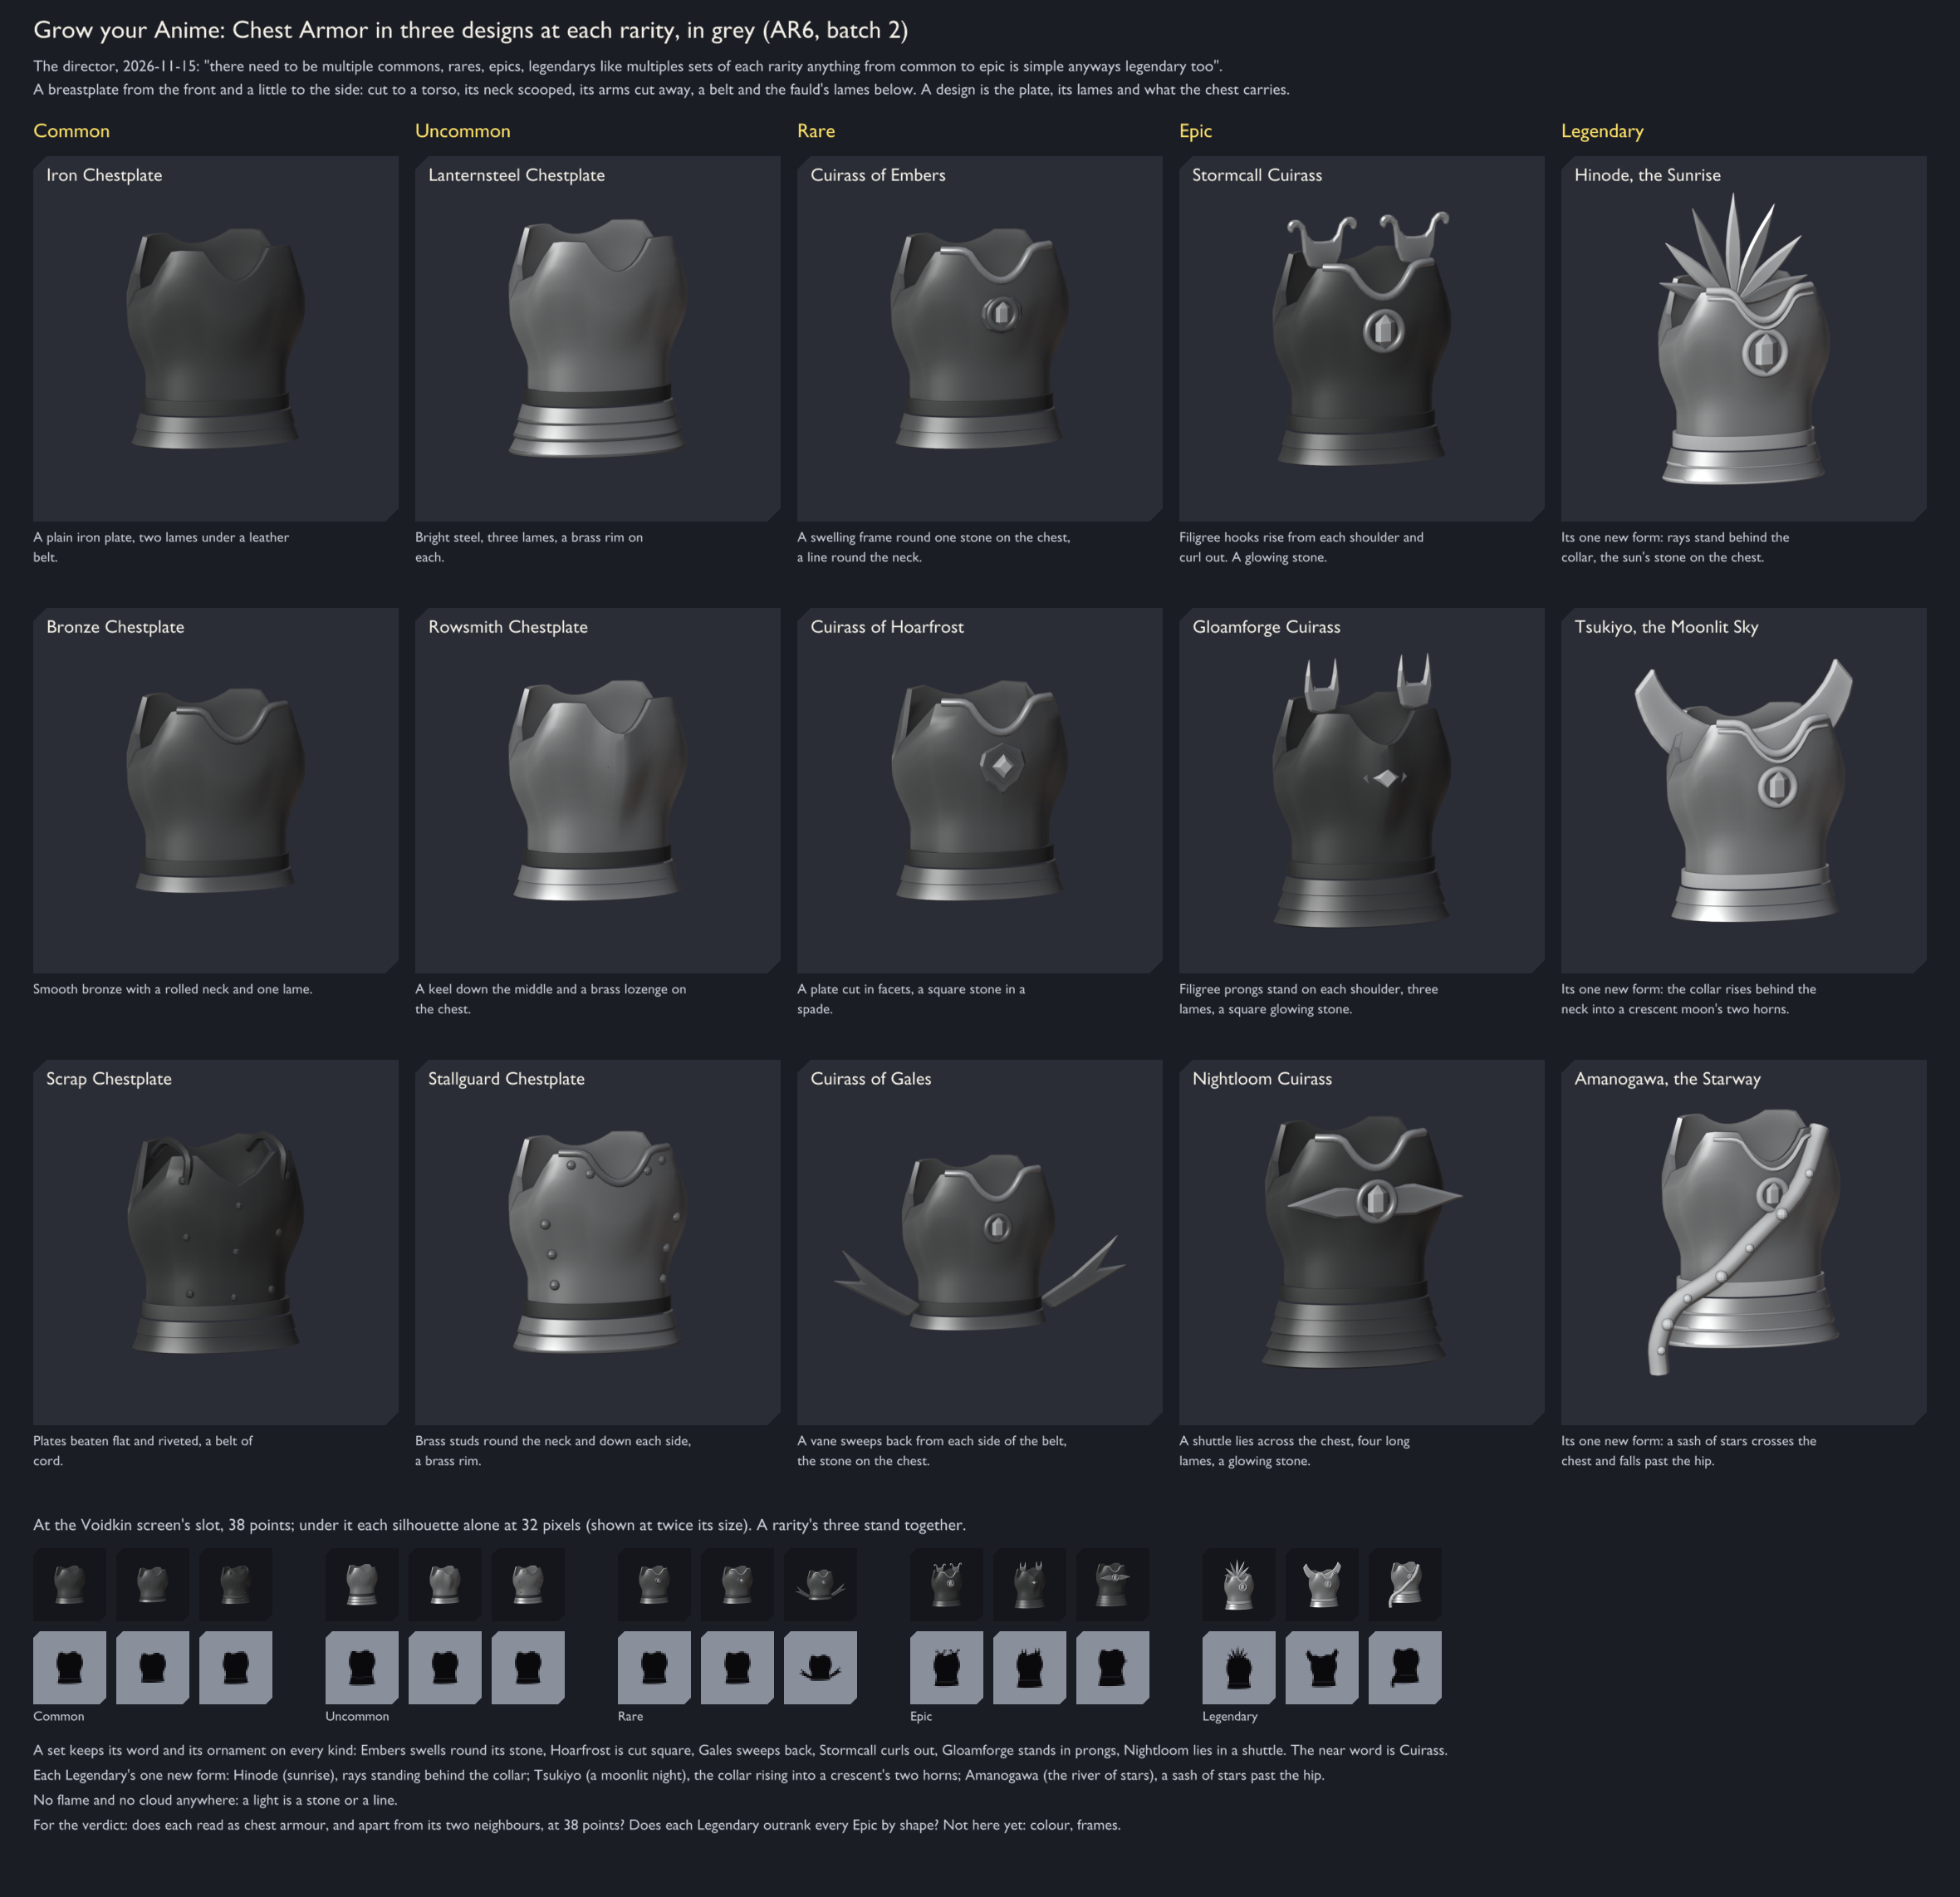 Grow your Anime: Chest Armor in three designs at each rarity, in grey (AR6, batch 2)
The director, 2026-11-15: "there need to be multiple commons, rares, epics, legendarys like multiples sets of each rarity anything from common to epic is simple anyways legendary too".
A breastplate from the front and a little to the side: cut to a torso, its neck scooped, its arms cut away, a belt and the fauld's lames below. A design is the plate, its lames and what the chest carries.
Common
Uncommon
Rare
Epic
Legendary
Iron Chestplate
Lanternsteel Chestplate
Cuirass of Embers
Stormcall Cuirass
Hinode, the Sunrise
A plain iron plate, two lames under a leather
belt.
Bright steel, three lames, a brass rim on
each.
A swelling frame round one stone on the chest,
a line round the neck.
Filigree hooks rise from each shoulder and
curl out. A glowing stone.
Its one new form: rays stand behind the
collar, the sun's stone on the chest.
Bronze Chestplate
Rowsmith Chestplate
Cuirass of Hoarfrost
Gloamforge Cuirass
Tsukiyo, the Moonlit Sky
Smooth bronze with a rolled neck and one lame.
A keel down the middle and a brass lozenge on
the chest.
A plate cut in facets, a square stone in a
spade.
Filigree prongs stand on each shoulder, three
lames, a square glowing stone.
Its one new form: the collar rises behind the
neck into a crescent moon's two horns.
Scrap Chestplate
Stallguard Chestplate
Cuirass of Gales
Nightloom Cuirass
Amanogawa, the Starway
Plates beaten flat and riveted, a belt of
cord.
Brass studs round the neck and down each side,
a brass rim.
A vane sweeps back from each side of the belt,
the stone on the chest.
A shuttle lies across the chest, four long
lames, a glowing stone.
Its one new form: a sash of stars crosses the
chest and falls past the hip.
At the Voidkin screen's slot, 38 points; under it each silhouette alone at 32 pixels (shown at twice its size). A rarity's three stand together.
Common
Uncommon
Rare
Epic
Legendary
A set keeps its word and its ornament on every kind: Embers swells round its stone, Hoarfrost is cut square, Gales sweeps back, Stormcall curls out, Gloamforge stands in prongs, Nightloom lies in a shuttle. The near word is Cuirass.
Each Legendary's one new form: Hinode (sunrise), rays standing behind the collar; Tsukiyo (a moonlit night), the collar rising into a crescent's two horns; Amanogawa (the river of stars), a sash of stars past the hip.
No flame and no cloud anywhere: a light is a stone or a line.
For the verdict: does each read as chest armour, and apart from its two neighbours, at 38 points? Does each Legendary outrank every Epic by shape? Not here yet: colour, frames.